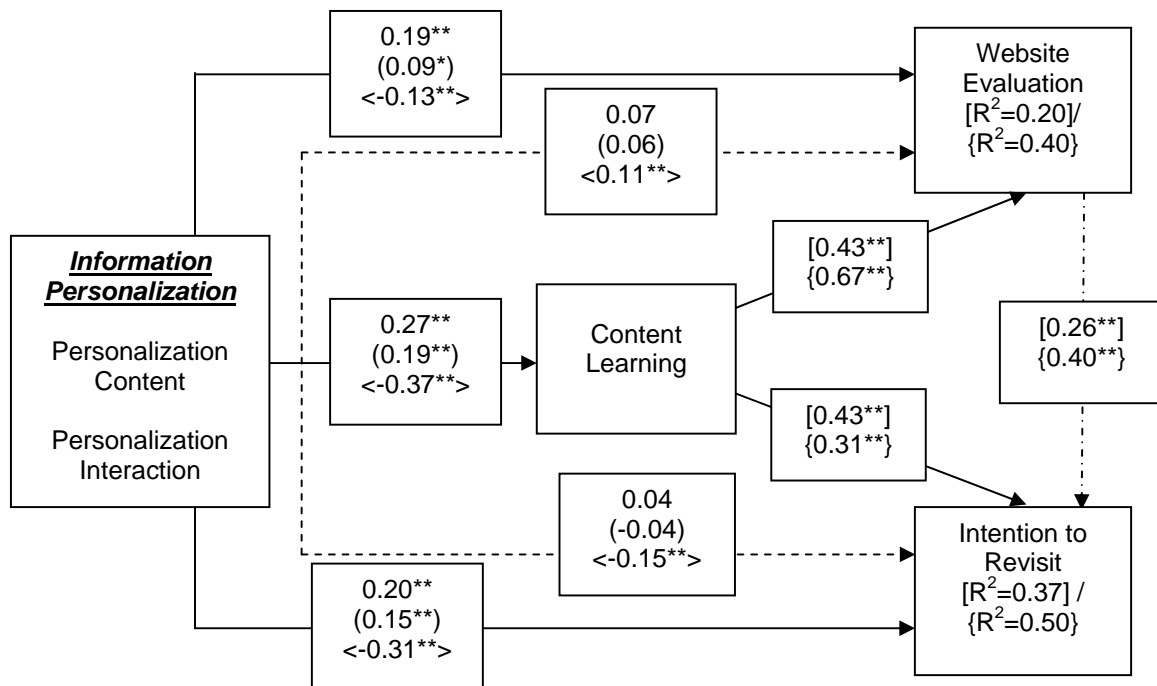 0.19**
(0.09*)
<-0.13**>
Website
Evaluation
[R²=0.20]/
{R²=0.40}
0.07
(0.06)
<0.11**>
Information
Personalization
Personalization
Content
Personalization
Interaction
0.27**
(0.19**)
<-0.37**>
Content
Learning
[0.43**]
{0.67**}
[0.26**]
{0.40**}
[0.43**]
{0.31**}
0.04
(-0.04)
<-0.15**>
Intention to
Revisit
[R²=0.37] /
{R²=0.50}
0.20**
(0.15**)
<-0.31**>